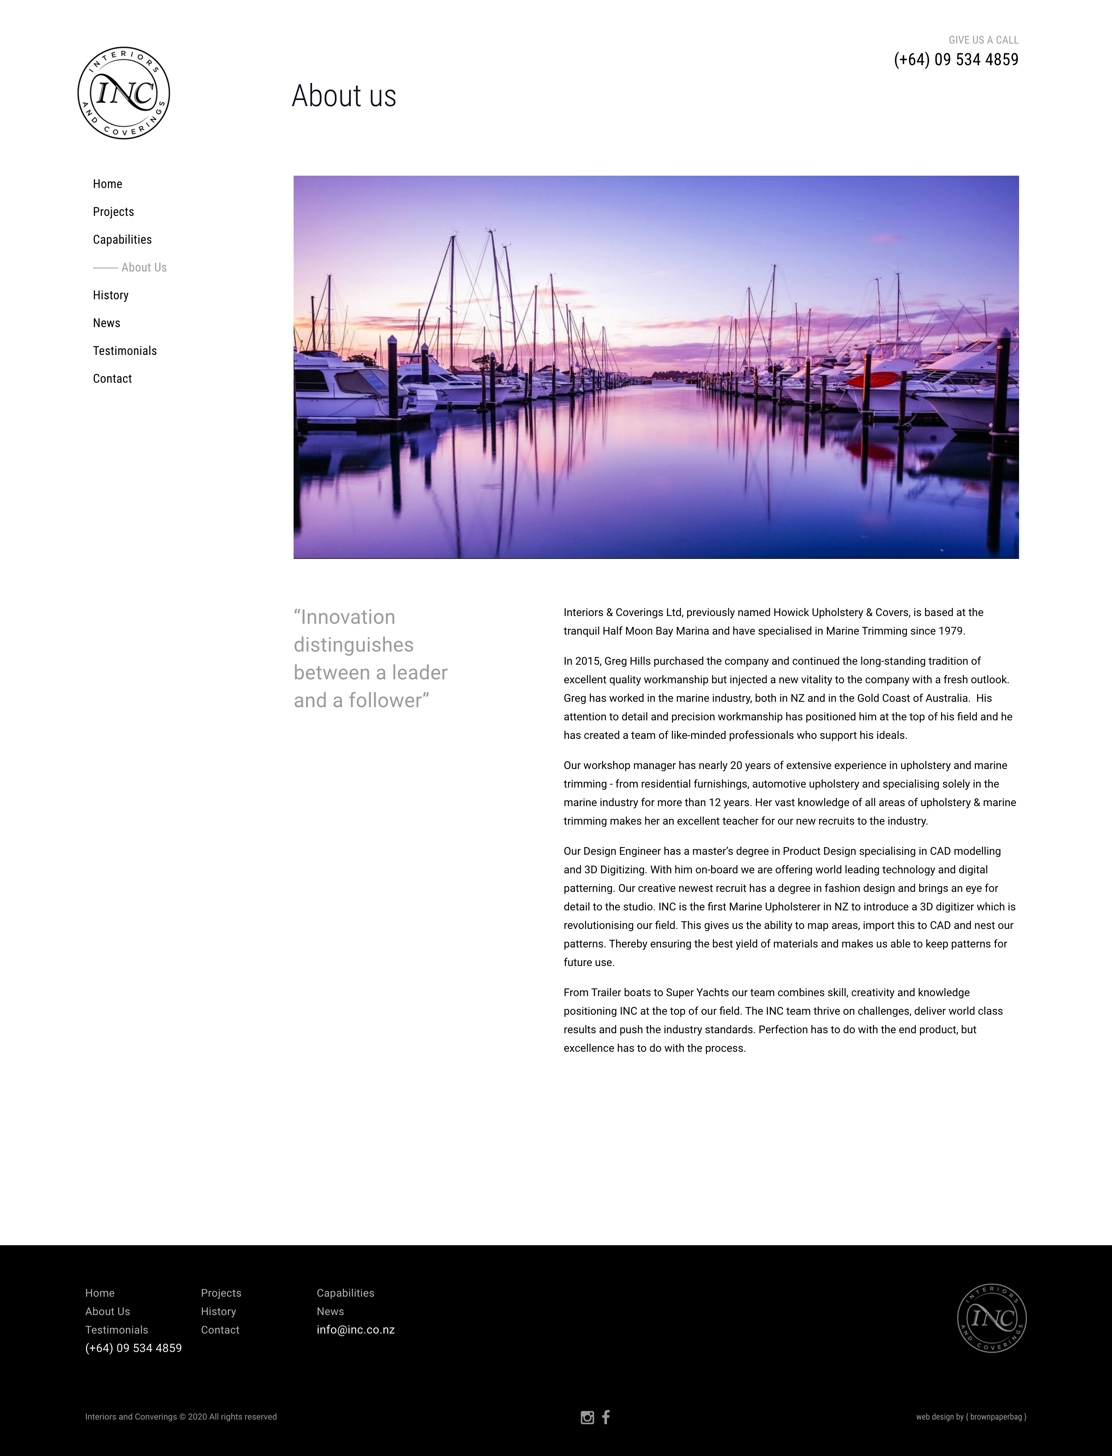 INTERIORS
INC
AND COVERINGS
GIVE US A CALL
(+64) 09 534 4859
About us
Home
Projects
Capabilities
About Us
History
News
Testimonials
Contact
“Innovation
distinguishes
between a leader
and a follower”
Interiors & Coverings Ltd, previously named Howick Upholstery & Covers, is based at the
tranquil Half Moon Bay Marina and have specialised in Marine Trimming since 1979.
In 2015, Greg Hills purchased the company and continued the long-standing tradition of
excellent quality workmanship but injected a new vitality to the company with a fresh outlook.
Greg has worked in the marine industry, both in NZ and in the Gold Coast of Australia.  His
attention to detail and precision workmanship has positioned him at the top of his field and he
has created a team of like-minded professionals who support his ideals.
Our workshop manager has nearly 20 years of extensive experience in upholstery and marine
trimming - from residential furnishings, automotive upholstery and specialising solely in the
marine industry for more than 12 years. Her vast knowledge of all areas of upholstery & marine
trimming makes her an excellent teacher for our new recruits to the industry.
Our Design Engineer has a master’s degree in Product Design specialising in CAD modelling
and 3D Digitizing. With him on-board we are offering world leading technology and digital
patterning. Our creative newest recruit has a degree in fashion design and brings an eye for
detail to the studio. INC is the first Marine Upholsterer in NZ to introduce a 3D digitizer which is
revolutionising our field. This gives us the ability to map areas, import this to CAD and nest our
patterns. Thereby ensuring the best yield of materials and makes us able to keep patterns for
future use.
From Trailer boats to Super Yachts our team combines skill, creativity and knowledge
positioning INC at the top of our field. The INC team thrive on challenges, deliver world class
results and push the industry standards. Perfection has to do with the end product, but
excellence has to do with the process.
Home Projects Capabilities
About Us History News
Testimonials Contact info@inc.co.nz
(+64) 09 534 4859
INTERIORS
INC
AND COVERINGS
Interiors and Converings © 2020 All rights reserved
web design by { brownpaperbag }